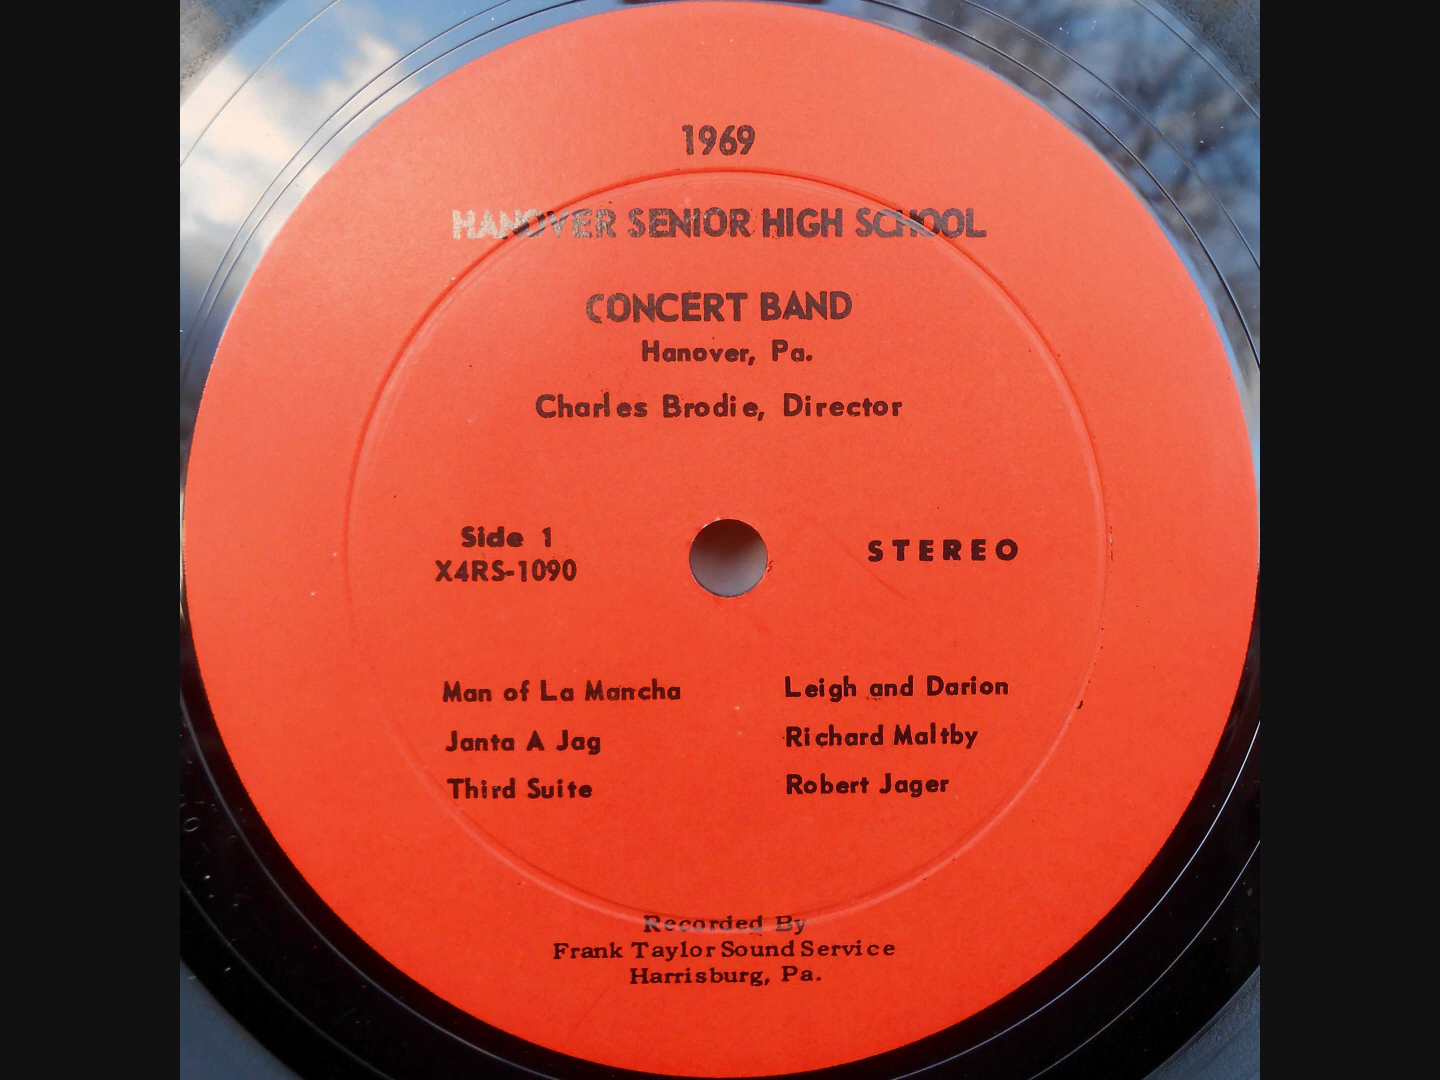 1969
HANOVER SENIOR HIGH SCHOOL
CONCERT BAND
Hanover, Pa.
Charles Brodie, Director
Side 1
X4RS-1090
STEREO
Man of La Mancha Leigh and Darion
Janta A Jag Richard Maltby
Third Suite Robert Jager
Recorded By
Frank Taylor Sound Service
Harrisburg, Pa.